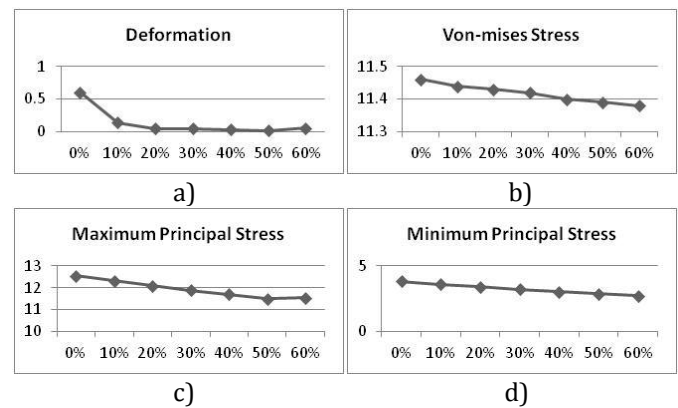 Deformation
1
0.5
0
0% 10% 20% 30% 40% 50% 60%
a)
Von-mises Stress
11.5
11.4
11.3
0% 10% 20% 30% 40% 50% 60%
b)
Maximum Principal Stress
13
12
11
10
0% 10% 20% 30% 40% 50% 60%
c)
Minimum Principal Stress
5
0
0% 10% 20% 30% 40% 50% 60%
d)